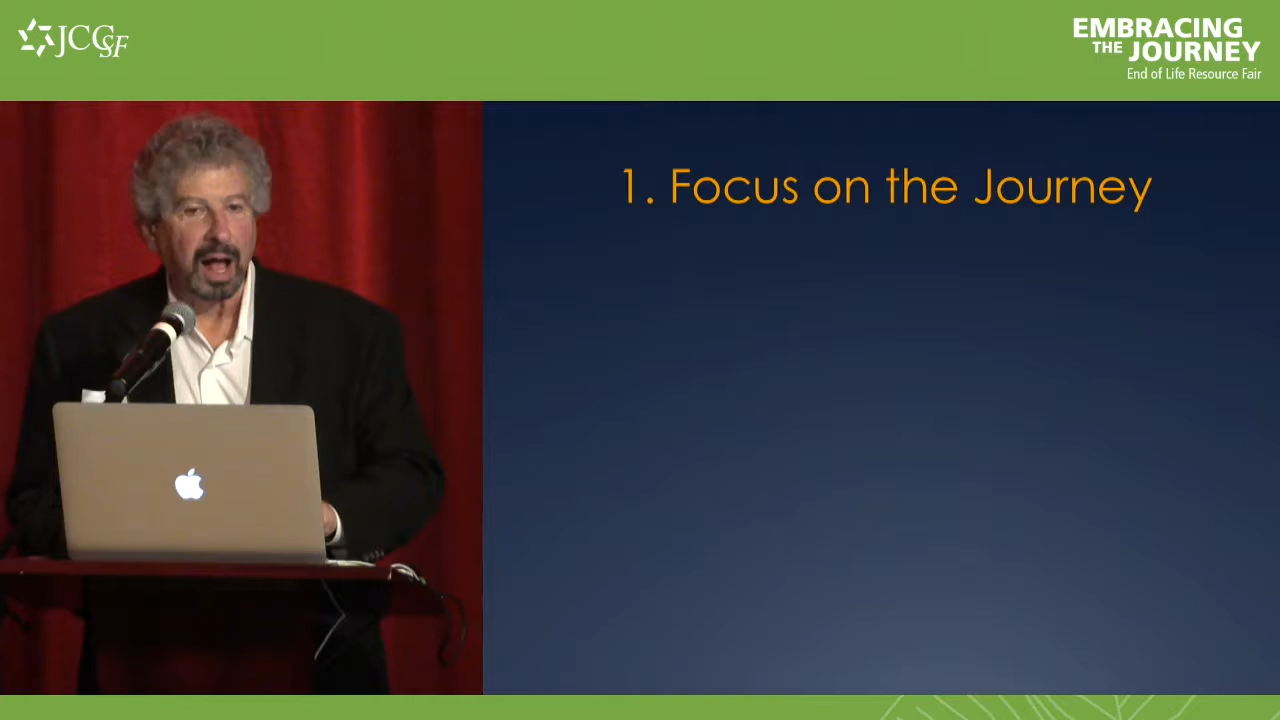 JCCSF
EMBRACING
THE JOURNEY
End of Life Resource Fair
1. Focus on the Journey